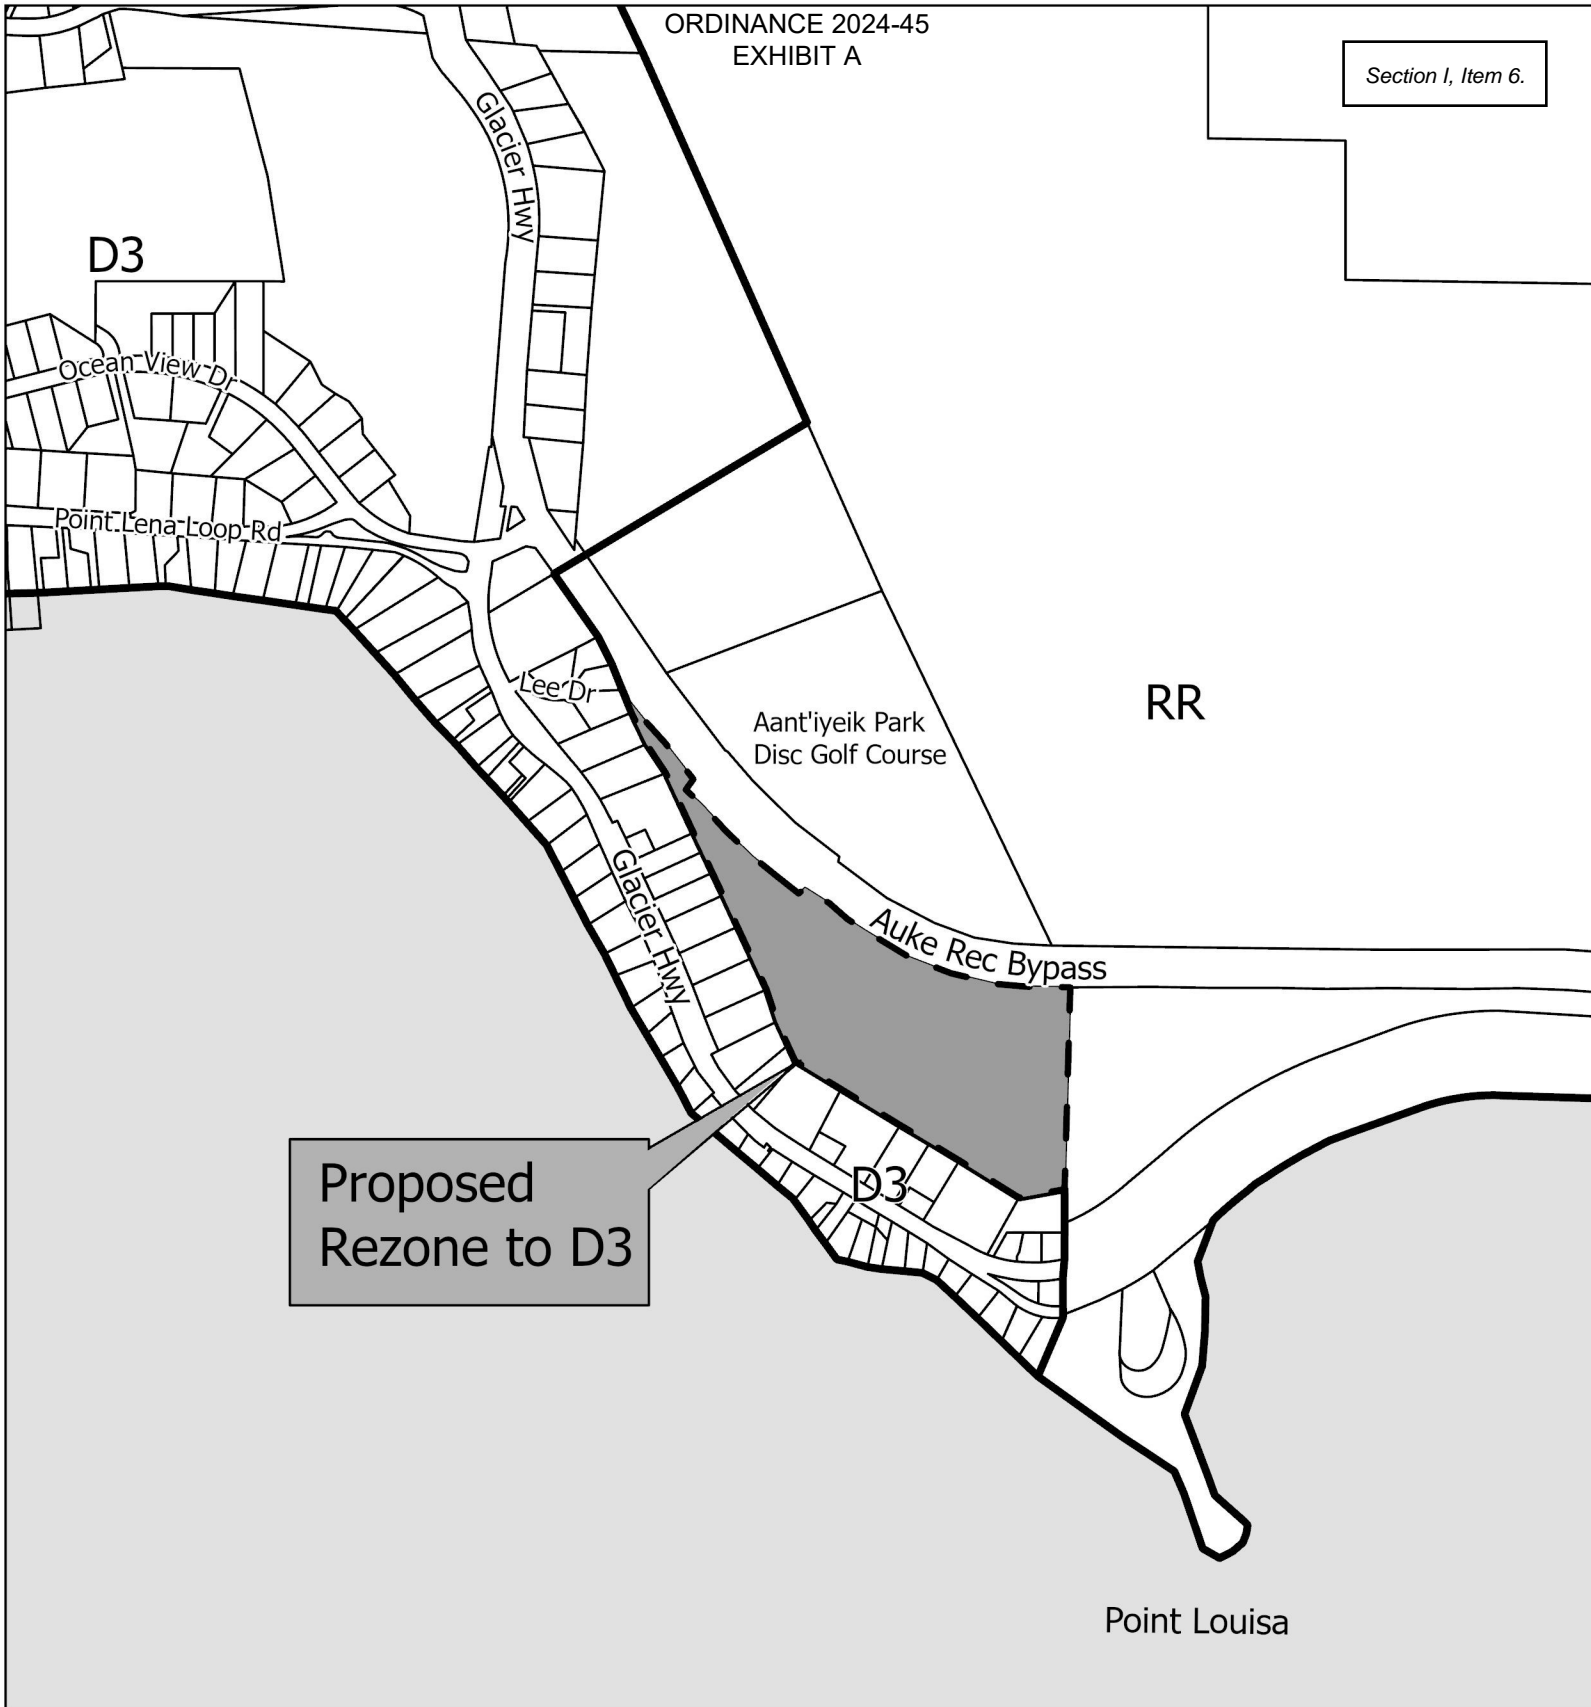 ORDINANCE 2024-45
EXHIBIT A
Section I, Item 6.
Glacier Hwy
D3
Ocean View Dr
Point Lena Loop Rd
Lee Dr
RR
Aant'iyeik Park
Disc Golf Course
Glacier Hwy
Auke Rec Bypass
Proposed
Rezone to D3
D3
Point Louisa